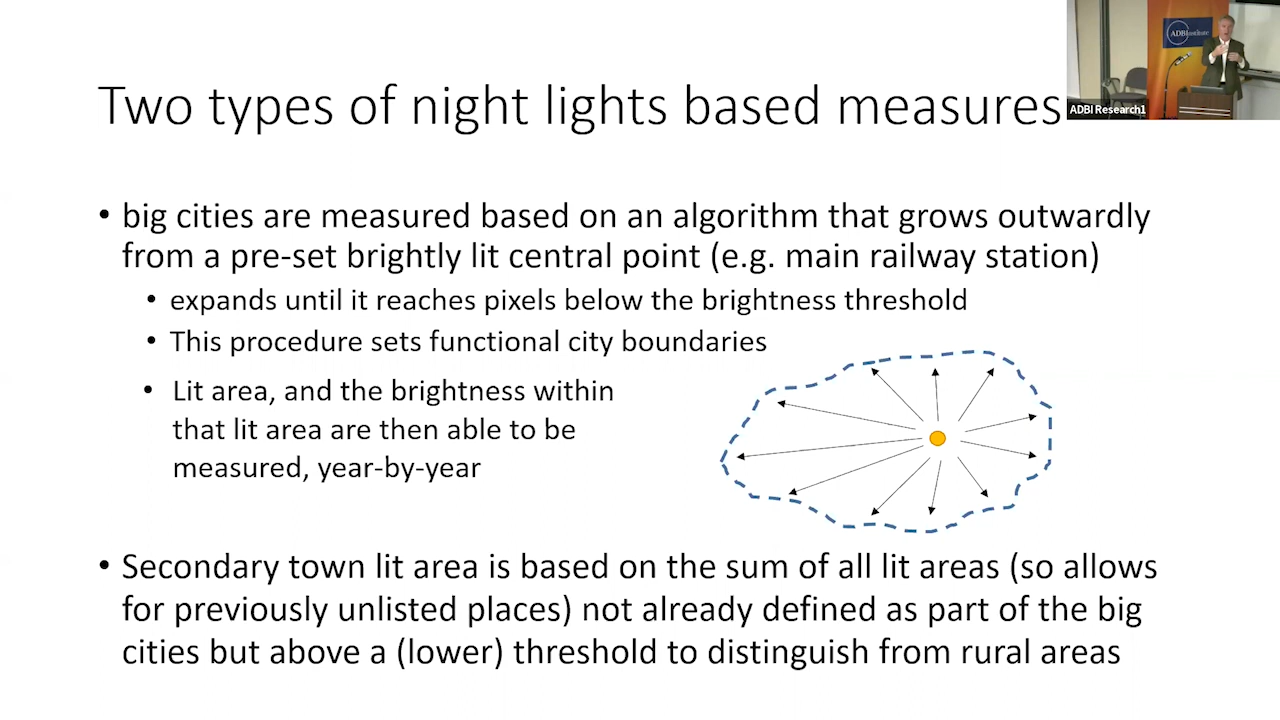 Two types of night lights based measures
ADBInstitute
ADBI Research1
• big cities are measured based on an algorithm that grows outwardly
from a pre-set brightly lit central point (e.g. main railway station)
• expands until it reaches pixels below the brightness threshold
• This procedure sets functional city boundaries
• Lit area, and the brightness within
that lit area are then able to be
measured, year-by-year
• Secondary town lit area is based on the sum of all lit areas (so allows
for previously unlisted places) not already defined as part of the big
cities but above a (lower) threshold to distinguish from rural areas